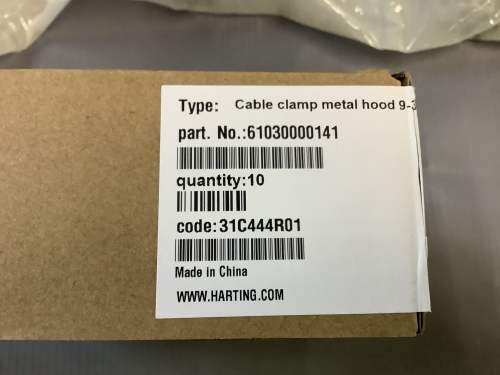 Type: Cable clamp metal hood 9-3
part. No.:61030000141
quantity:10
code:31C444R01
Made in China
WWW.HARTING.COM